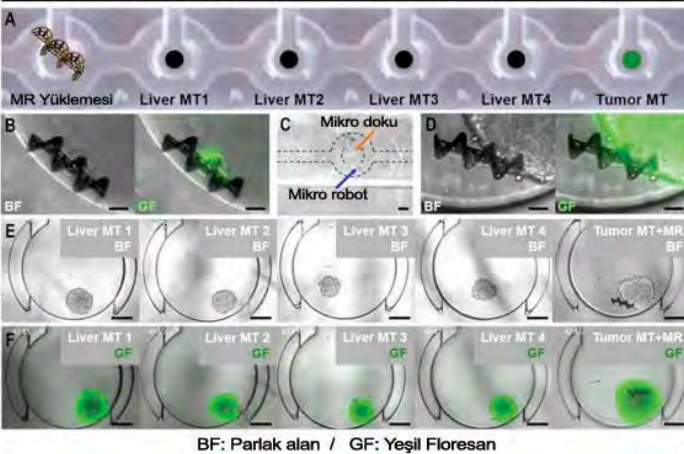 A
MR Yüklemesi Liver MT1 Liver MT2 Liver MT3 Liver MT4 Tumor MT
B BF GF
C Mikro doku
Mikro robot
D BF GF
E Liver MT 1 BF
Liver MT 2 BF
Liver MT 3 BF
Liver MT 4 BF
Tumor MT+MR BF
F Liver MT 1 GF
Liver MT 2 GF
Liver MT 3 GF
Liver MT 4 GF
Tumor MT+MR GF
BF: Parlak alan / GF: Yeşil Floresan